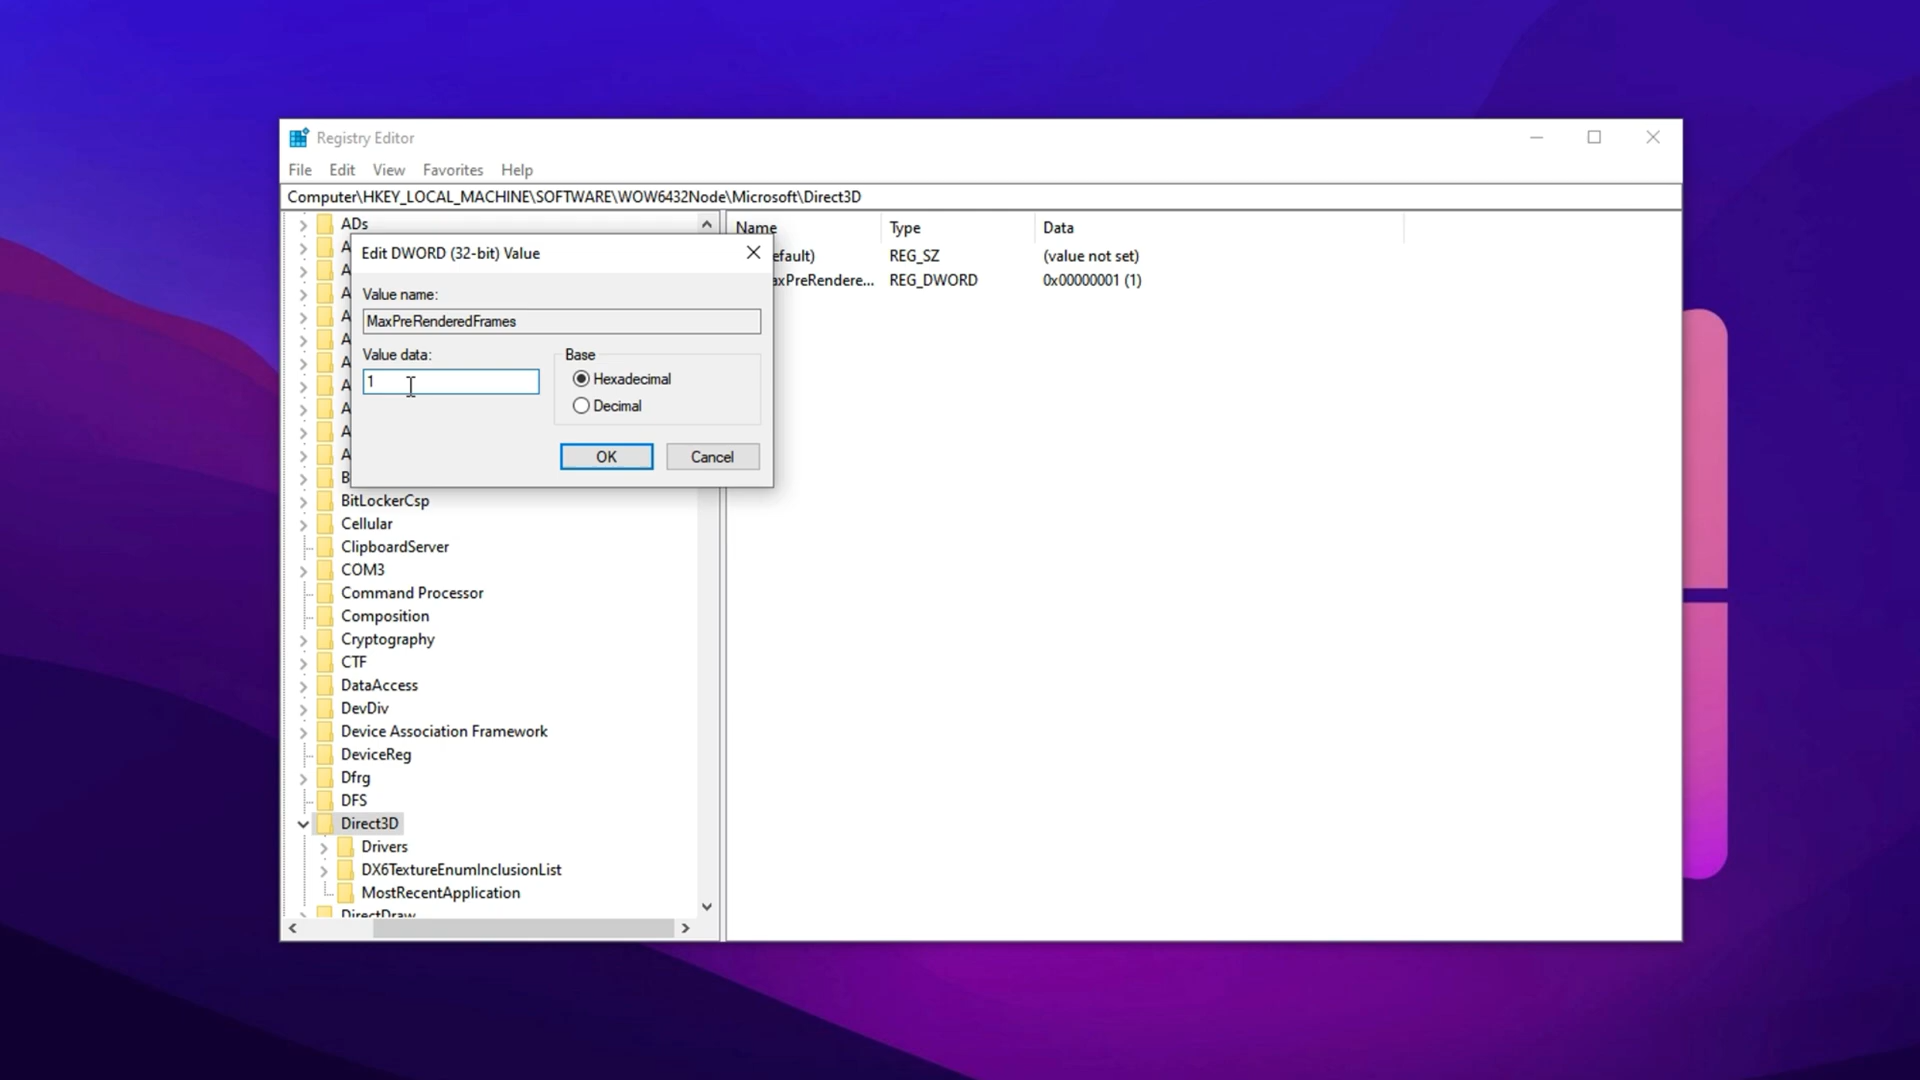 Registry Editor
File Edit View Favorites Help
Computer\HKEY_LOCAL_MACHINE\SOFTWARE\WOW6432Node\Microsoft\Direct3D
ADs
A
A
A
A
A
A
A
A
A
A
B
BitLockerCsp
Cellular
ClipboardServer
COM3
Command Processor
Composition
Cryptography
CTF
DataAccess
DevDiv
Device Association Framework
DeviceReg
Dfrg
DFS
Direct3D
Drivers
DX6TextureEnumInclusionList
MostRecentApplication
DirectDraw
Edit DWORD (32-bit) Value
Value name:
MaxPreRenderedFrames
Value data:
1
Base
Hexadecimal
Decimal
OK Cancel
Name Type Data
efault) REG_SZ (value not set)
axPreRendere... REG_DWORD 0x00000001 (1)